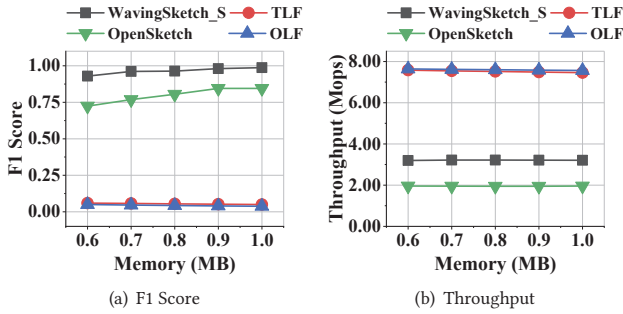 WavingSketch_S TLF
OpenSketch OLF
1.00
0.75
0.50
0.25
0.00
F1 Score
0.6 0.7 0.8 0.9 1.0
Memory (MB)
(a) F1 Score
WavingSketch_S TLF
OpenSketch OLF
8.00
6.00
4.00
2.00
0.00
Throughput (Mops)
0.6 0.7 0.8 0.9 1.0
Memory (MB)
(b) Throughput